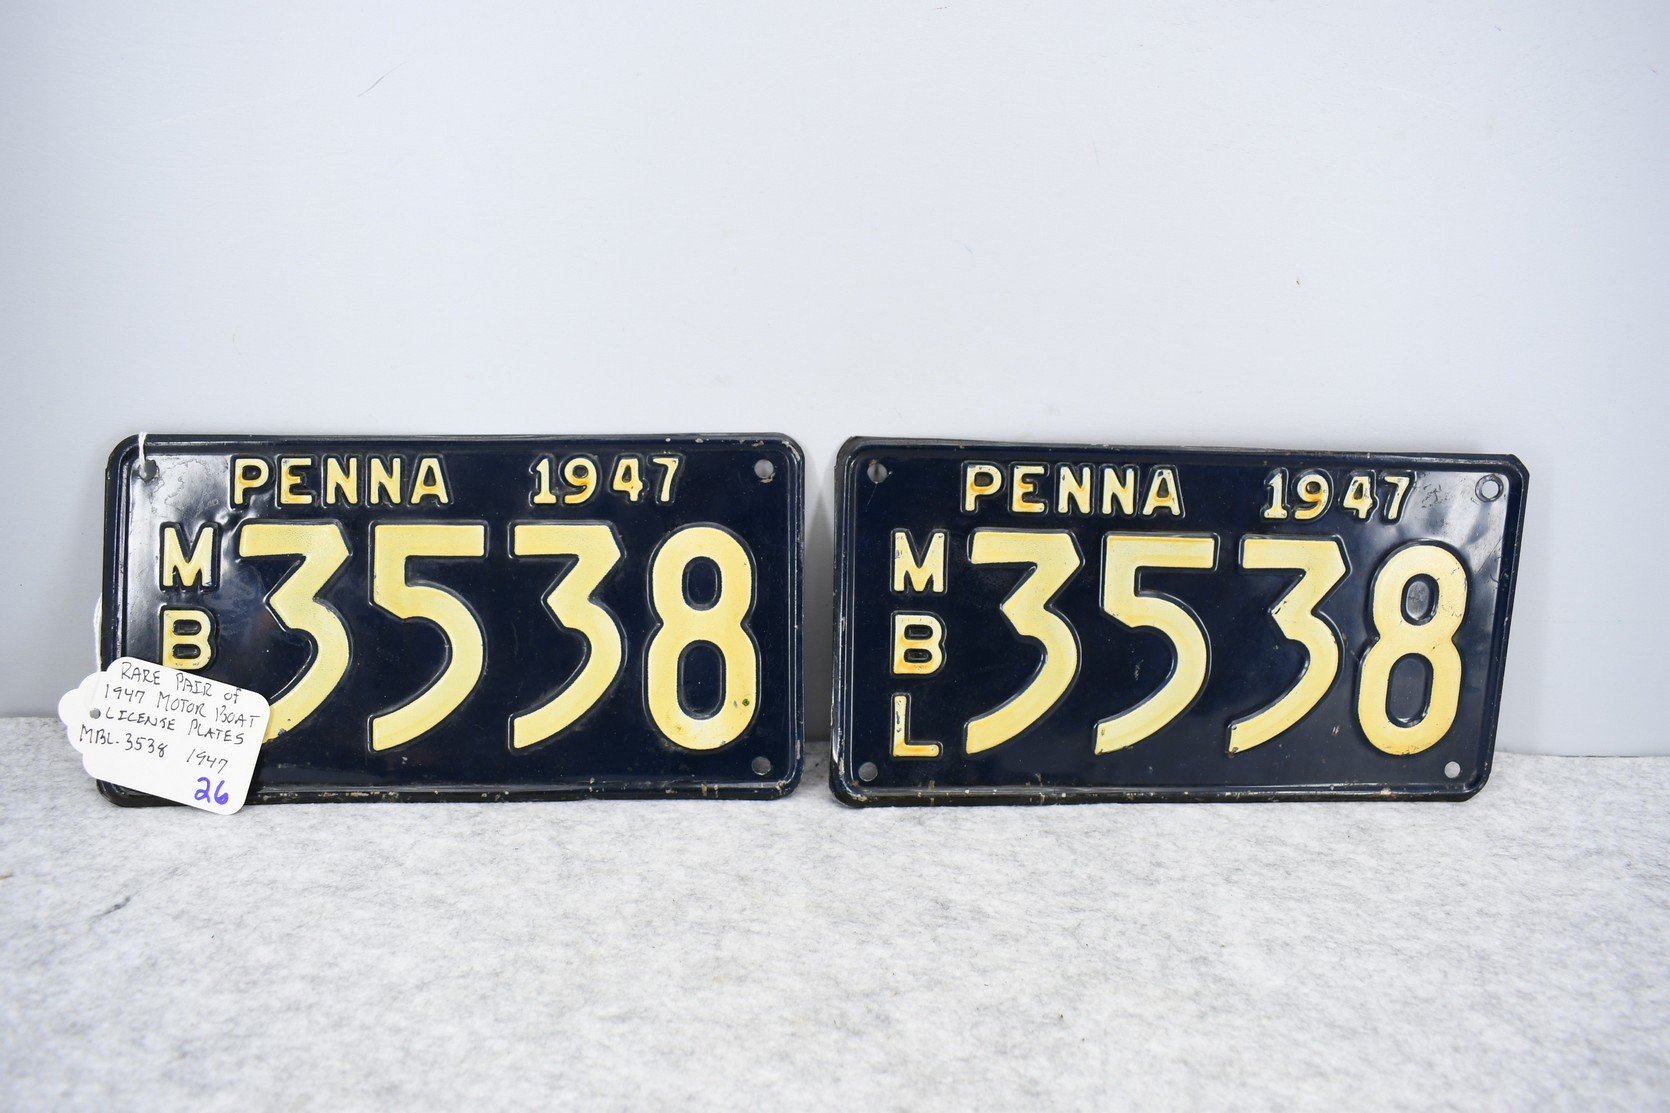 PENNA 1947
M
B
3538
RARE PAIR of
1947 MOTOR BOAT
LICENSE PLATES
MBL-3538 1947
26
PENNA 1947
M
B
L
3538